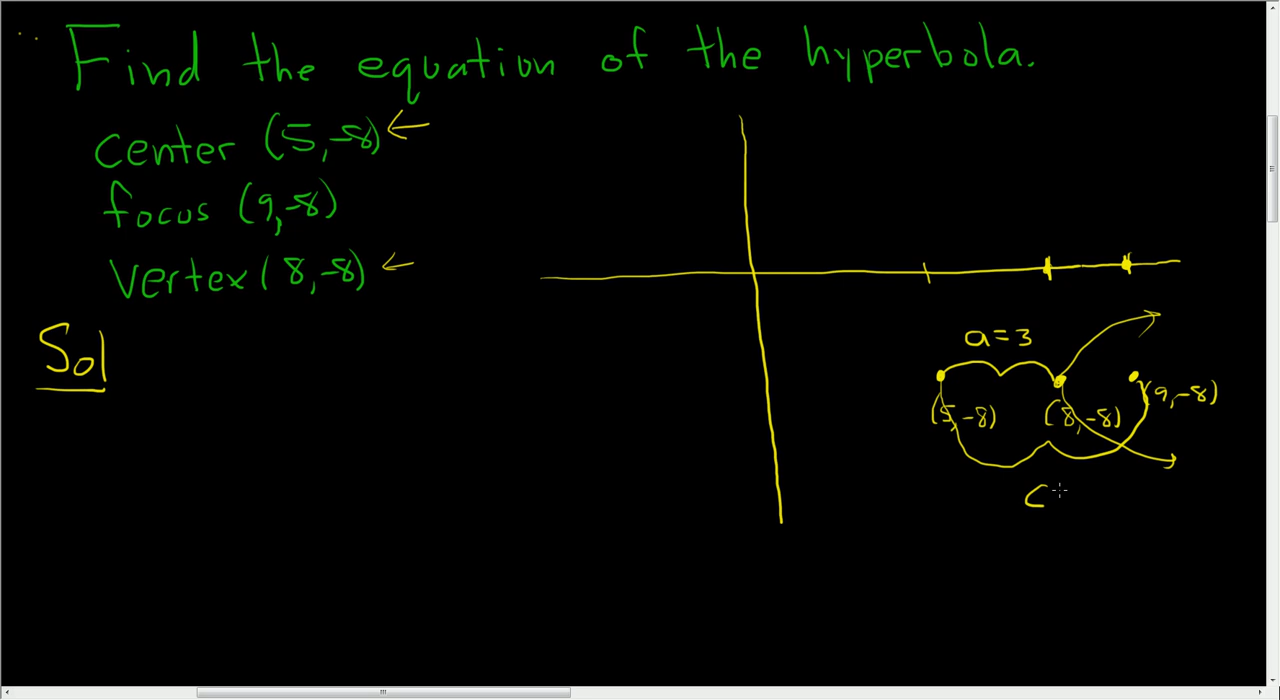 Find the equation of the hyperbola.
center (5,-8)
focus (9,-8)
vertex (8,-8)
Sol
a=3
(5,-8) (8,-8) (9,-8)
c